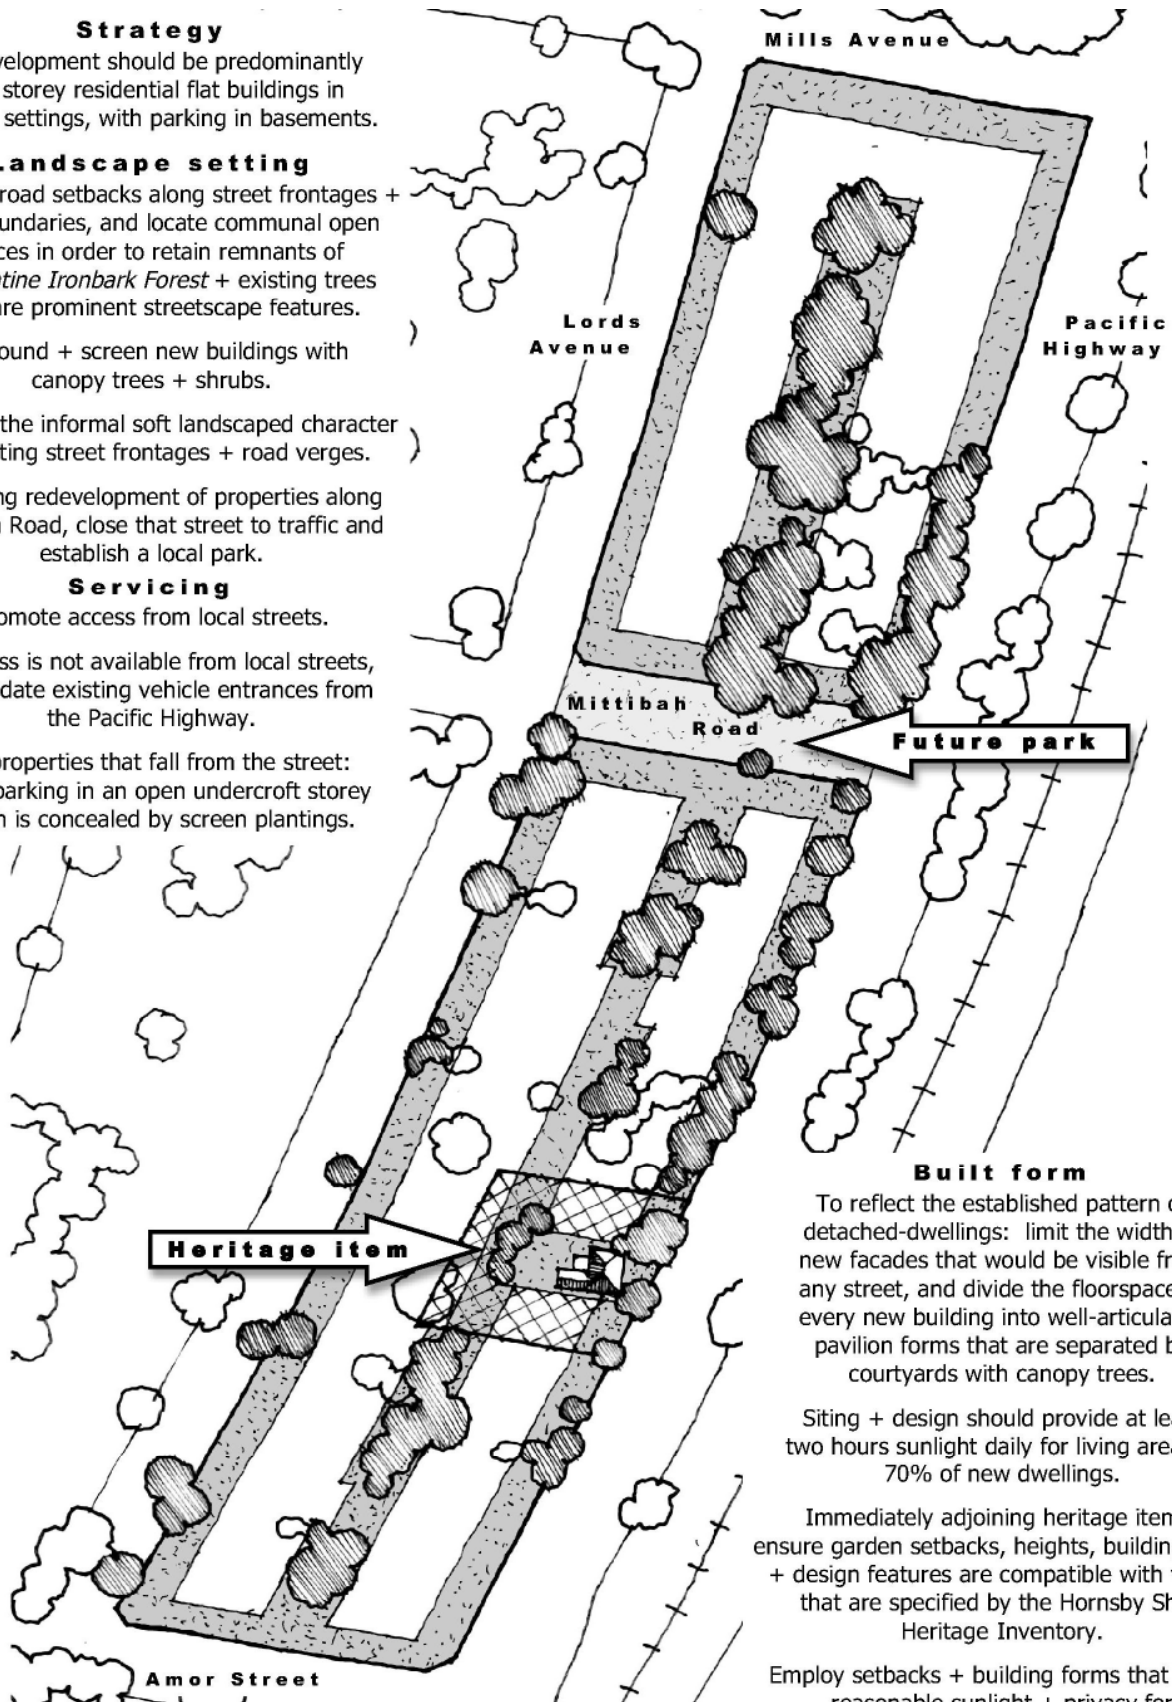 Strategy
velopment should be predominantly
storey residential flat buildings in
settings, with parking in basements.
andscape setting
road setbacks along street frontages +
undaries, and locate communal open
ces in order to retain remnants of
tine Ironbark Forest + existing trees
re prominent streetscape features.
ound + screen new buildings with
canopy trees + shrubs.
the informal soft landscaped character
ting street frontages + road verges.
ng redevelopment of properties along
Road, close that street to traffic and
establish a local park.
Servicing
omote access from local streets.
ss is not available from local streets,
date existing vehicle entrances from
the Pacific Highway.
properties that fall from the street:
parking in an open undercroft storey
is concealed by screen plantings.
Mills Avenue
Lords
Avenue
Pacific
Highway
Mittibah
Road
Future park
Heritage item
Amor Street
Built form
To reflect the established pattern o
detached-dwellings: limit the width
new facades that would be visible fr
any street, and divide the floorspace
every new building into well-articula
pavilion forms that are separated b
courtyards with canopy trees.
Siting + design should provide at lea
two hours sunlight daily for living area
70% of new dwellings.
Immediately adjoining heritage item
ensure garden setbacks, heights, building
+ design features are compatible with
that are specified by the Hornsby Sh
Heritage Inventory.
Employ setbacks + building forms that
reasonable sunlight + privacy for